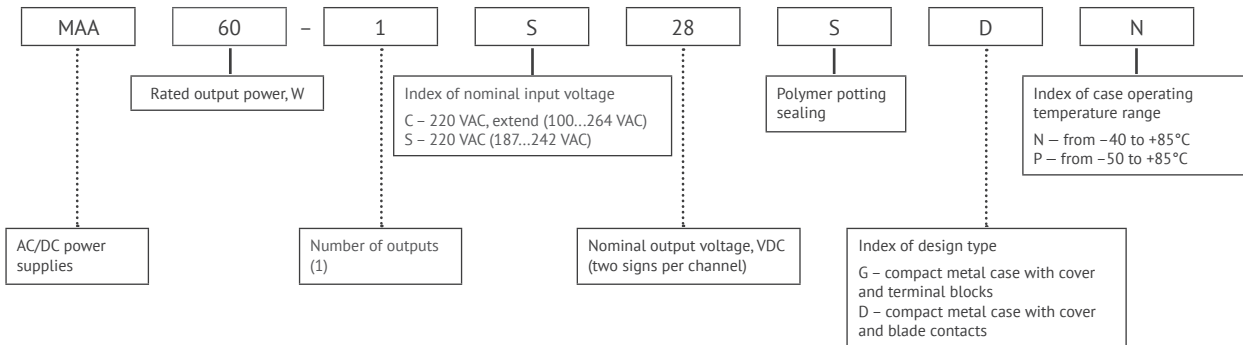 MAA 60 – 1 S 28 S D N
Rated output power, W
Index of nominal input voltage
C – 220 VAC, extend (100...264 VAC)
S – 220 VAC (187...242 VAC)
Polymer potting
sealing
Index of case operating
temperature range
N — from –40 to +85°C
P — from –50 to +85°C
AC/DC power
supplies
Number of outputs
(1)
Nominal output voltage, VDC
(two signs per channel)
Index of design type
G – compact metal case with cover
and terminal blocks
D – compact metal case with cover
and blade contacts